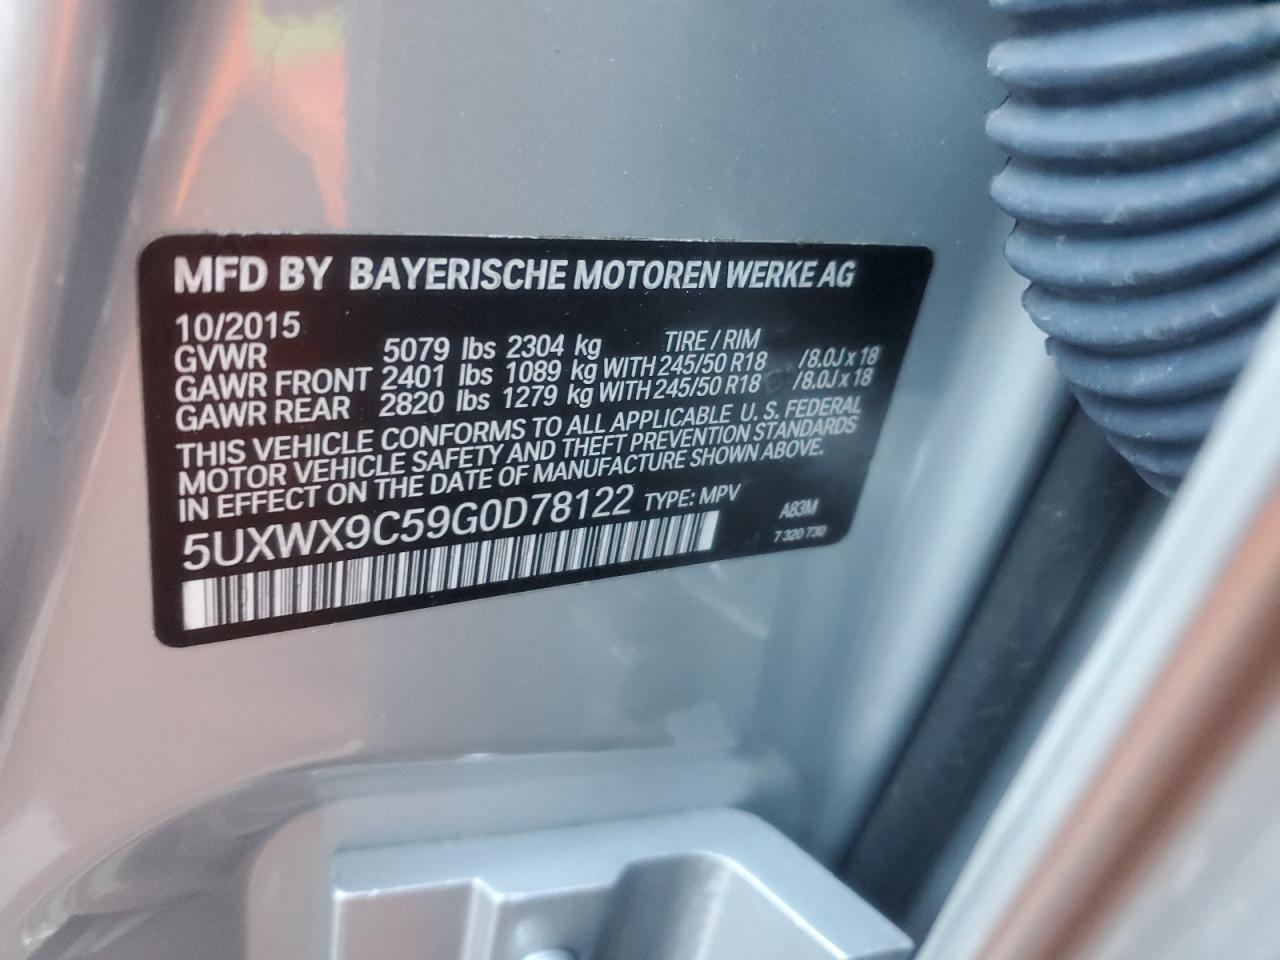 MFD BY BAYERISCHE MOTOREN WERKE AG
10/2015
GVWR 5079 lbs 2304 kg TIRE / RIM
GAWR FRONT 2401 lbs 1089 kg WITH 245/50 R18 /8.0J x 18
GAWR REAR 2820 lbs 1279 kg WITH 245/50 R18 /8.0J x 18
THIS VEHICLE CONFORMS TO ALL APPLICABLE U. S. FEDERAL
MOTOR VEHICLE SAFETY AND THEFT PREVENTION STANDARDS
IN EFFECT ON THE DATE OF MANUFACTURE SHOWN ABOVE.
5UXWX9C59G0D78122 TYPE: MPV A83M
7 320 730